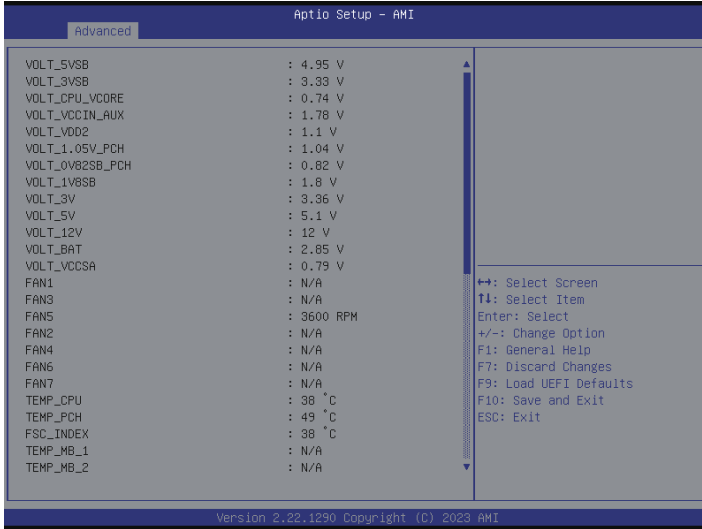 Aptio Setup - AMI
Advanced
VOLT_5VSB : 4.95 V
VOLT_3VSB : 3.33 V
VOLT_CPU_VCORE : 0.74 V
VOLT_VCCIN_AUX : 1.78 V
VOLT_VDD2 : 1.1 V
VOLT_1.05V_PCH : 1.04 V
VOLT_0V82SB_PCH : 0.82 V
VOLT_1V8SB : 1.8 V
VOLT_3V : 3.36 V
VOLT_5V : 5.1 V
VOLT_12V : 12 V
VOLT_BAT : 2.85 V
VOLT_VCCSA : 0.79 V
FAN1 : N/A
FAN3 : N/A
FAN5 : 3600 RPM
FAN2 : N/A
FAN4 : N/A
FAN6 : N/A
FAN7 : N/A
TEMP_CPU : 38 °C
TEMP_PCH : 49 °C
FSC_INDEX : 38 °C
TEMP_MB_1 : N/A
TEMP_MB_2 : N/A
↔: Select Screen
↑↓: Select Item
Enter: Select
+/-: Change Option
F1: General Help
F7: Discard Changes
F9: Load UEFI Defaults
F10: Save and Exit
ESC: Exit
Version 2.22.1290 Copyright (C) 2023 AMI